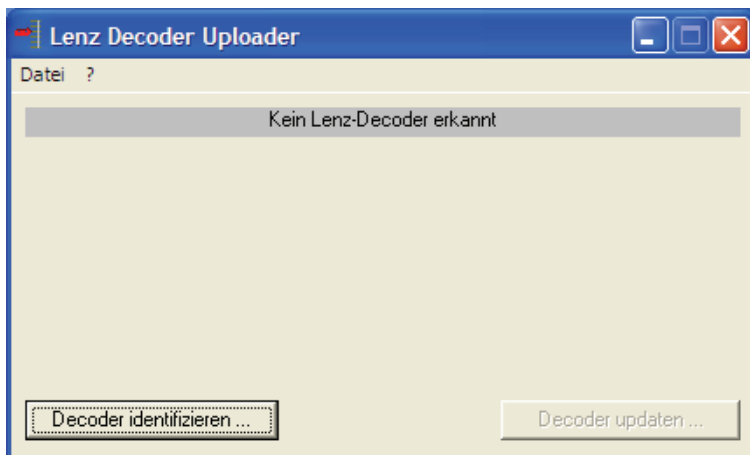 Lenz Decoder Uploader
Datei ?
Kein Lenz-Decoder erkannt
Decoder identifizieren ... Decoder updaten ...